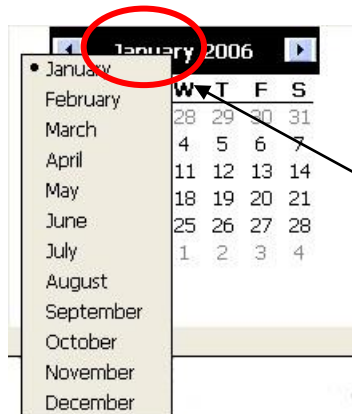 January 2006
W T F S
28 29 30 31
4 5 6 7
11 12 13 14
18 19 20 21
25 26 27 28
1 2 3 4
• January
February
March
April
May
June
July
August
September
October
November
December